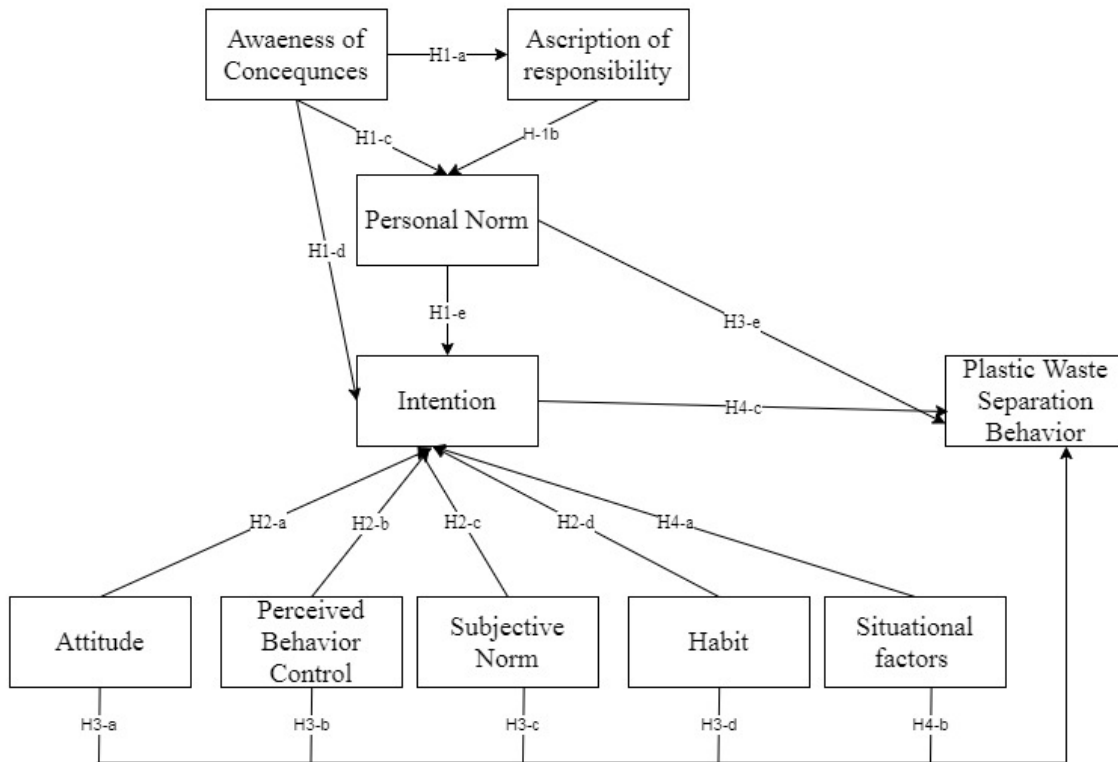 Awaeness of
Concequnces
H1-a
Ascription of
responsibility
H1-c
H-1b
Personal Norm
H1-d
H1-e
H3-e
Intention
H4-c
Plastic Waste
Separation
Behavior
H2-a
H2-b
H2-c
H2-d
H4-a
Attitude
Perceived
Behavior
Control
Subjective
Norm
Habit
Situational
factors
H3-a
H3-b
H3-c
H3-d
H4-b